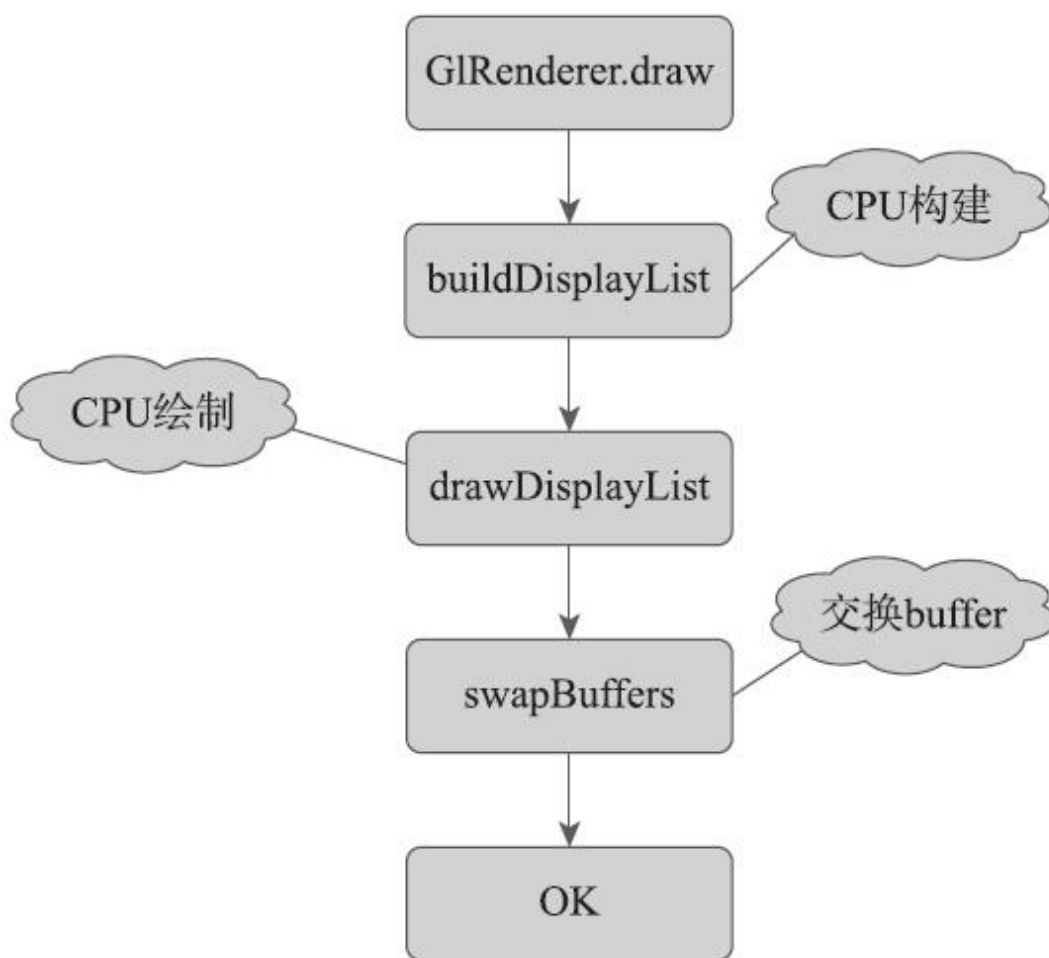 GlRenderer.draw
CPU构建
buildDisplayList
CPU绘制
drawDisplayList
交换buffer
swapBuffers
OK